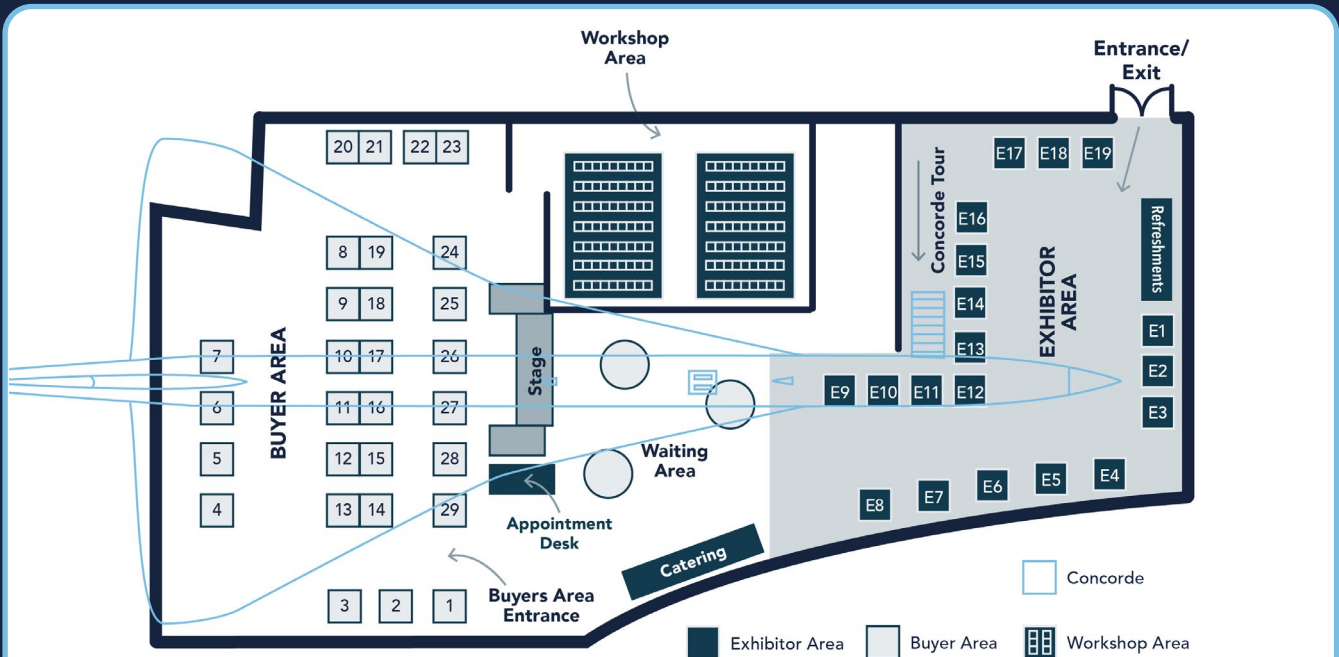 Workshop
Area
Entrance/
Exit
20 21 22 23
E17 E18 E19
Concorde Tour
E16
E15
E14
E13
Refreshments
EXHIBITOR
AREA
8 19 24
9 18 25
7 10 17 26
6 11 16 27
5 12 15 28
4 13 14 29
BUYER AREA
Stage
E1
E2
E3
E9 E10 E11 E12
Waiting
Area
E8 E7 E6 E5 E4
Appointment
Desk
Catering
Buyers Area
Entrance
3 2 1
Concorde
Exhibitor Area
Buyer Area
Workshop Area